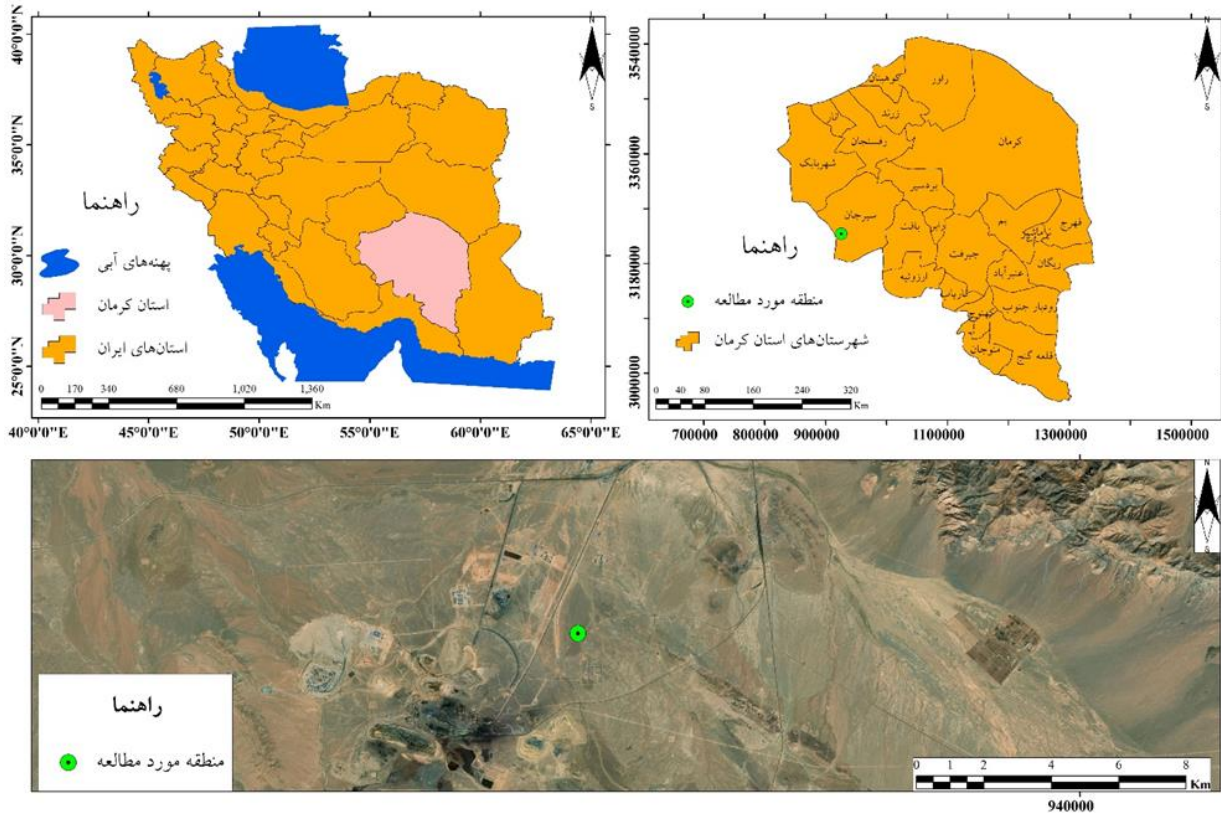 40°0'0"N
35°0'0"N
30°0'0"N
25°0'0"N
N
S
راهنما
پهنه‌های آبی
استان کرمان
استان‌های ایران
0 170 340 680 1,020 1,360
Km
40°0'0"E 45°0'0"E 50°0'0"E 55°0'0"E 60°0'0"E 65°0'0"E
3540000
3360000
3180000
3000000
N
S
کوهبنان
راور
زرند
انار
رفسنجان
کرمان
شهربابک
بردسیر
سیرجان
بافت
رابر
بم
فهرج
جیرفت
ریگان
عنبرآباد
ارزوئیه
فاریاب
رودبار جنوب
کهنوج
منوجان
قلعه گنج
راهنما
منطقه مورد مطالعه
شهرستان‌های استان کرمان
0 40 80 160 240 320
Km
700000 800000 900000 1100000 1300000 1500000
N
S
راهنما
منطقه مورد مطالعه
0 1 2 4 6 8
Km
940000